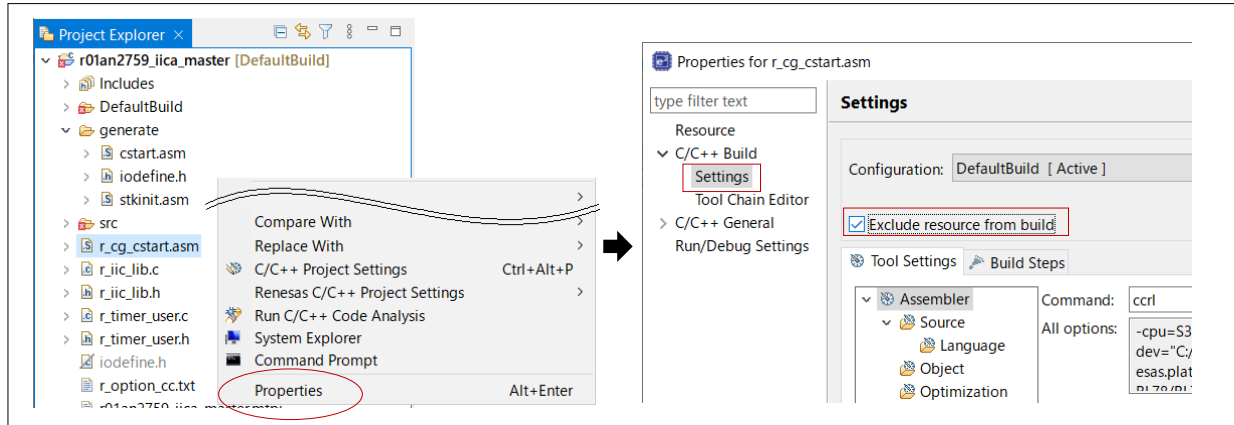 Project Explorer
r01an2759_iica_master [DefaultBuild]
Includes
DefaultBuild
generate
cstart.asm
iodefine.h
stkinit.asm
src
r_cg_cstart.asm
r_iic_lib.c
r_iic_lib.h
r_timer_user.c
r_timer_user.h
iodefine.h
r_option_cc.txt
Compare With
Replace With
C/C++ Project Settings Ctrl+Alt+P
Renesas C/C++ Project Settings
Run C/C++ Code Analysis
System Explorer
Command Prompt
Properties Alt+Enter
Properties for r_cg_cstart.asm
type filter text
Resource
C/C++ Build
Settings
Tool Chain Editor
C/C++ General
Run/Debug Settings
Settings
Configuration: DefaultBuild [ Active ]
Exclude resource from build
Tool Settings Build Steps
Assembler
Source
Language
Object
Optimization
Command: ccrl
All options: -cpu=S3
dev="C:/
esas.plat